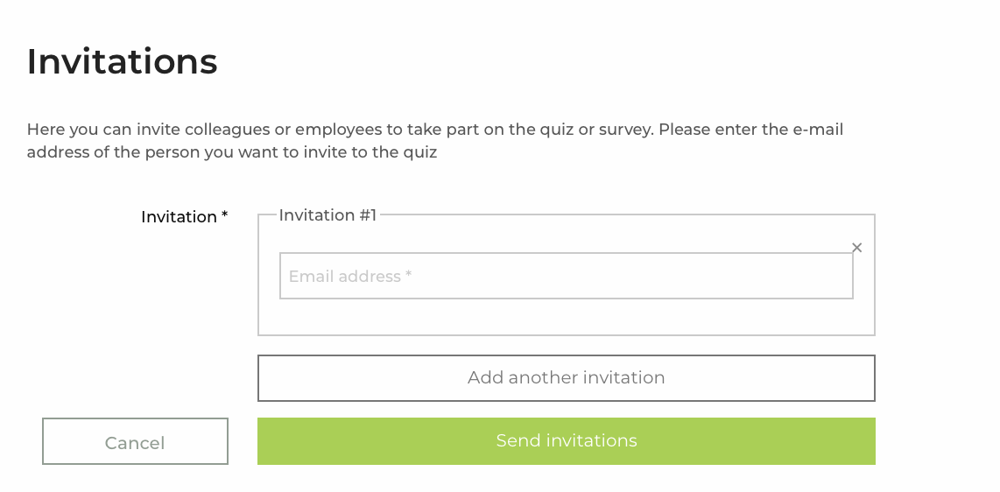 Invitations
Here you can invite colleagues or employees to take part on the quiz or survey. Please enter the e-mail
address of the person you want to invite to the quiz
Invitation *
Invitation #1
×
Email address *
Add another invitation
Cancel
Send invitations